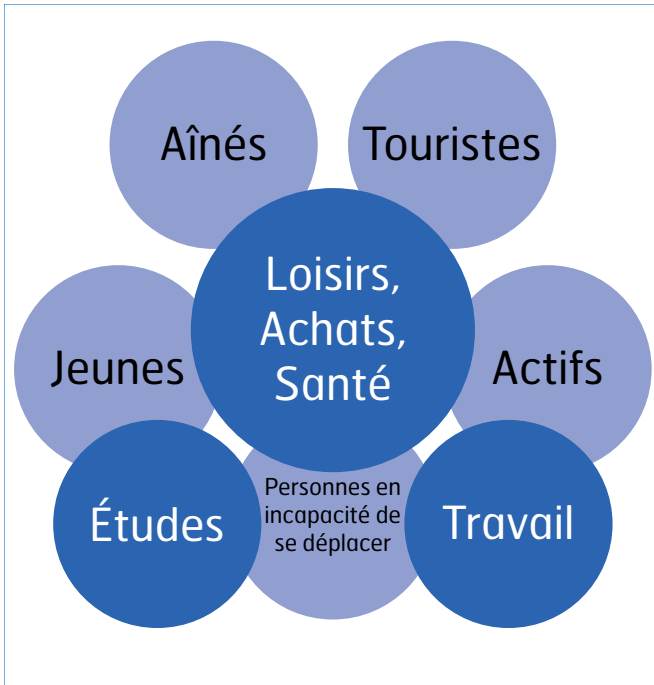 Aînés
Touristes
Loisirs,
Achats,
Santé
Jeunes
Actifs
Études
Personnes en
incapacité de
se déplacer
Travail